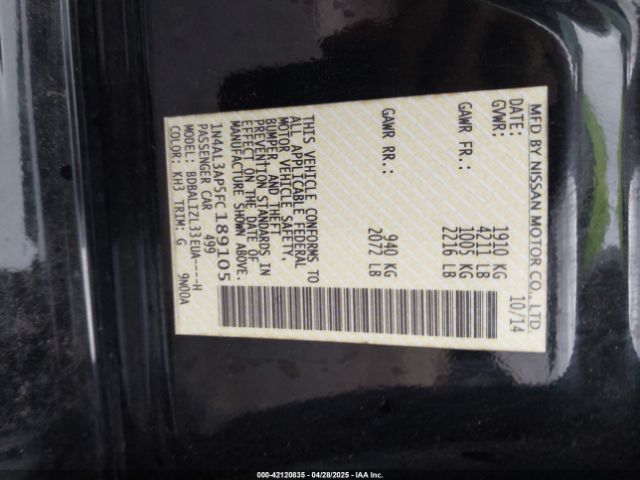 MFD BY NISSAN MOTOR CO., LTD.
DATE: 10/14
GVWR: 1910 KG
4211 LB
GAWR FR.: 1005 KG
2216 LB
GAWR RR.: 940 KG
2072 LB
THIS VEHICLE CONFORMS TO
ALL APPLICABLE FEDERAL
MOTOR VEHICLE SAFETY,
BUMPER, AND THEFT
PREVENTION STANDARDS IN
EFFECT ON THE DATE OF
MANUFACTURE SHOWN ABOVE.
1N4AL3AP5FC189105
PASSENGER CAR 499
BDBALIZL33EUA----H
COLOR: KH3 TRIM: G 9N00A
000-42120835 - 04/28/2025 - IAA Inc.